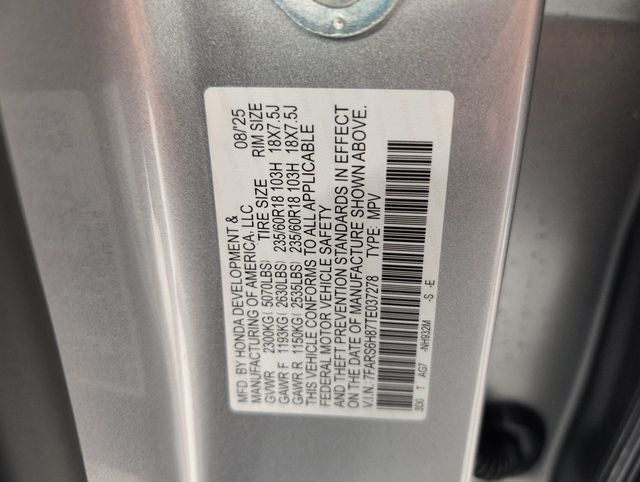 MFD. BY HONDA DEVELOPMENT & 08/'25
MANUFACTURING OF AMERICA, LLC
TIRE SIZE RIM SIZE
GVWR 2300KG( 5070LBS)
GAWR F 1193KG( 2630LBS) 235/60R18 103H 18X7.5J
GAWR R 1150KG( 2535LBS) 235/60R18 103H 18X7.5J
THIS VEHICLE CONFORMS TO ALL APPLICABLE
FEDERAL MOTOR VEHICLE SAFETY
AND THEFT PREVENTION STANDARDS IN EFFECT
ON THE DATE OF MANUFACTURE SHOWN ABOVE.
V.I.N.: 7FARS6H87TE037278 TYPE: MPV
T AG7 -NH932M -S -E